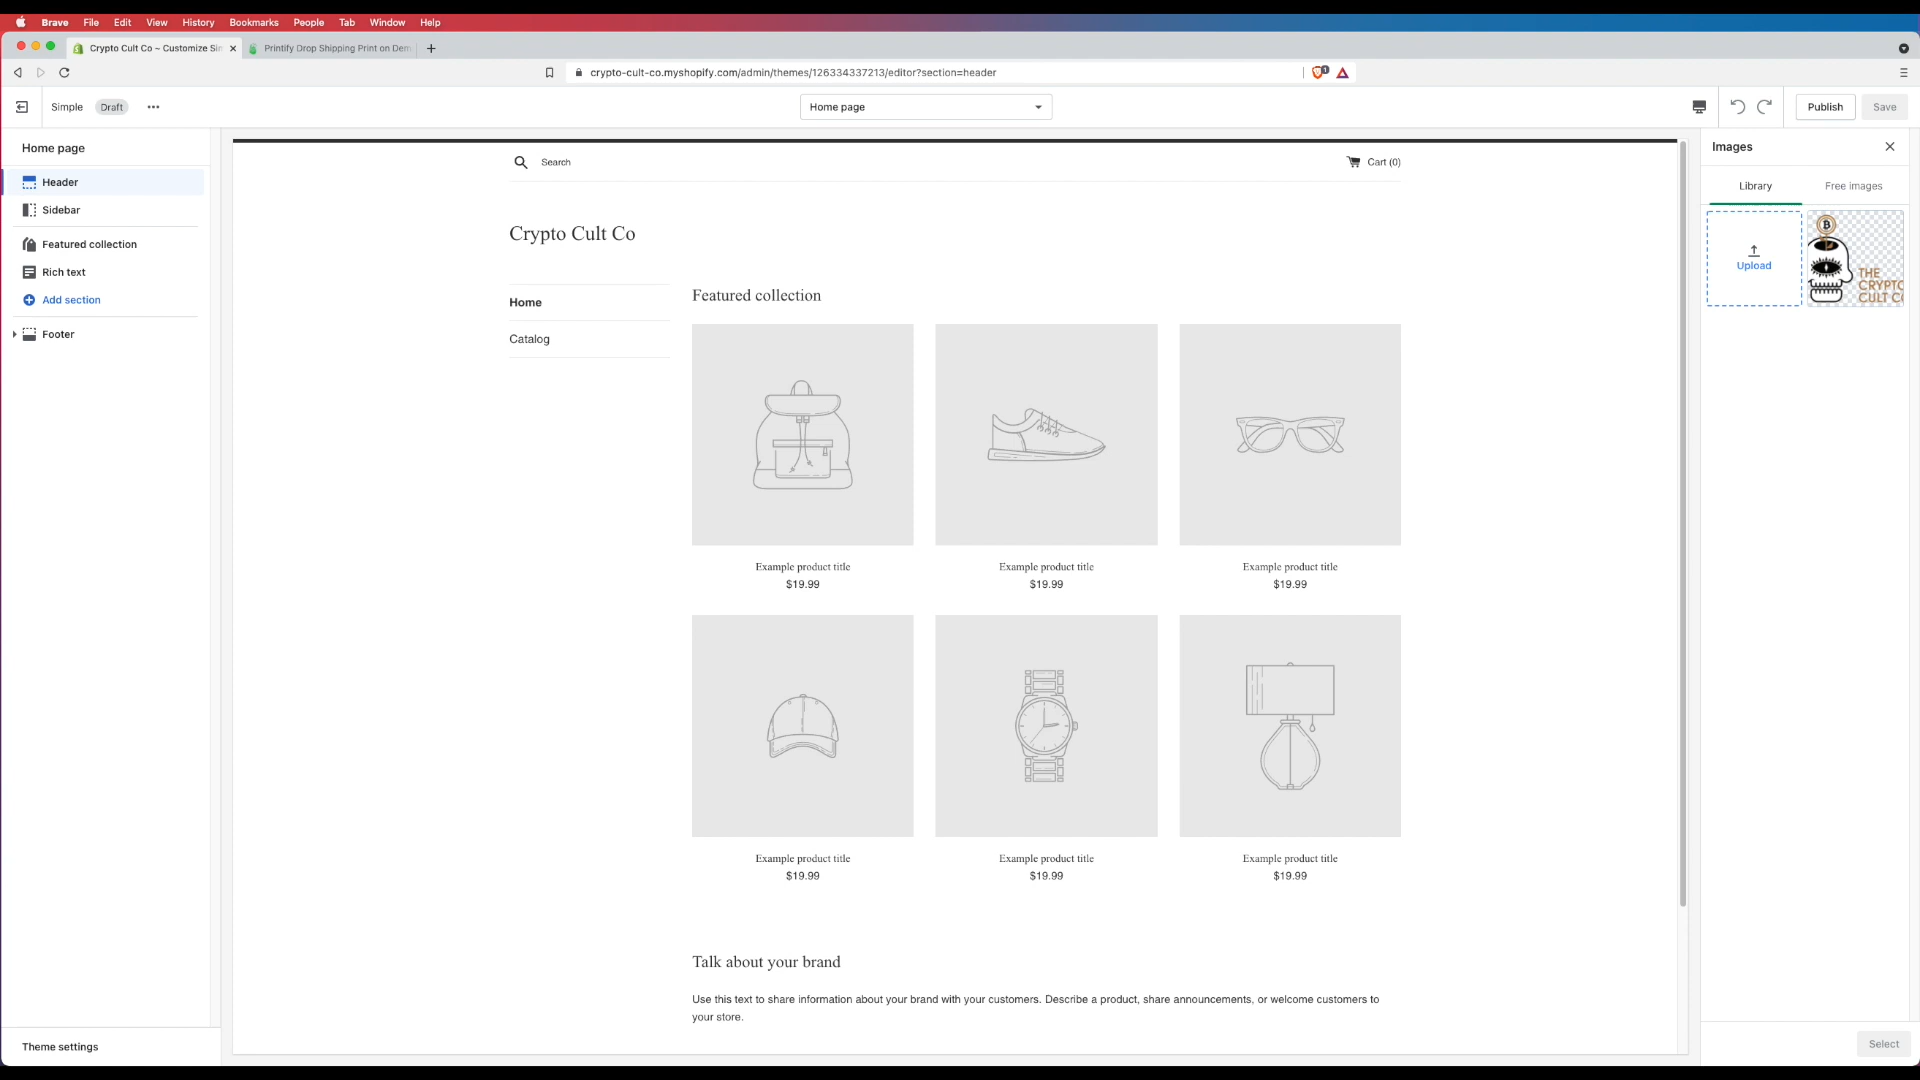 Brave File Edit View History Bookmarks People Tab Window Help
Crypto Cult Co ~ Customize Sim
Printify Drop Shipping Print on Dem
crypto-cult-co.myshopify.com/admin/themes/126334337213/editor?section=header
1
Simple Draft
Home page
Publish Save
Home page
Header
Sidebar
Featured collection
Rich text
Add section
Footer
Theme settings
Search
Cart (0)
Crypto Cult Co
Home
Catalog
Featured collection
Example product title
$19.99
Example product title
$19.99
Example product title
$19.99
Example product title
$19.99
Example product title
$19.99
Example product title
$19.99
Talk about your brand
Use this text to share information about your brand with your customers. Describe a product, share announcements, or welcome customers to
your store.
Images
Library Free images
Upload
B
THE
CRYPTO
CULT C
Select